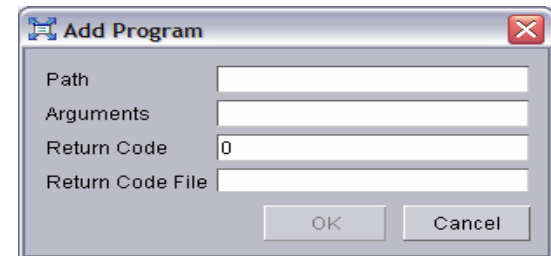 Add Program
Path
Arguments
Return Code 0
Return Code File
OK Cancel